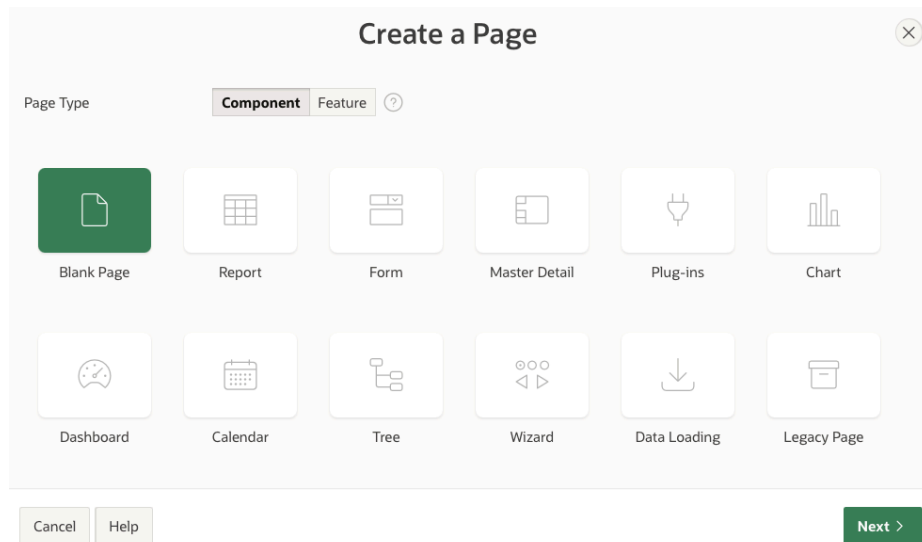 Create a Page
Page Type
Component Feature ?
Blank Page Report Form Master Detail Plug-ins Chart
Dashboard Calendar Tree Wizard Data Loading Legacy Page
Cancel Help Next >